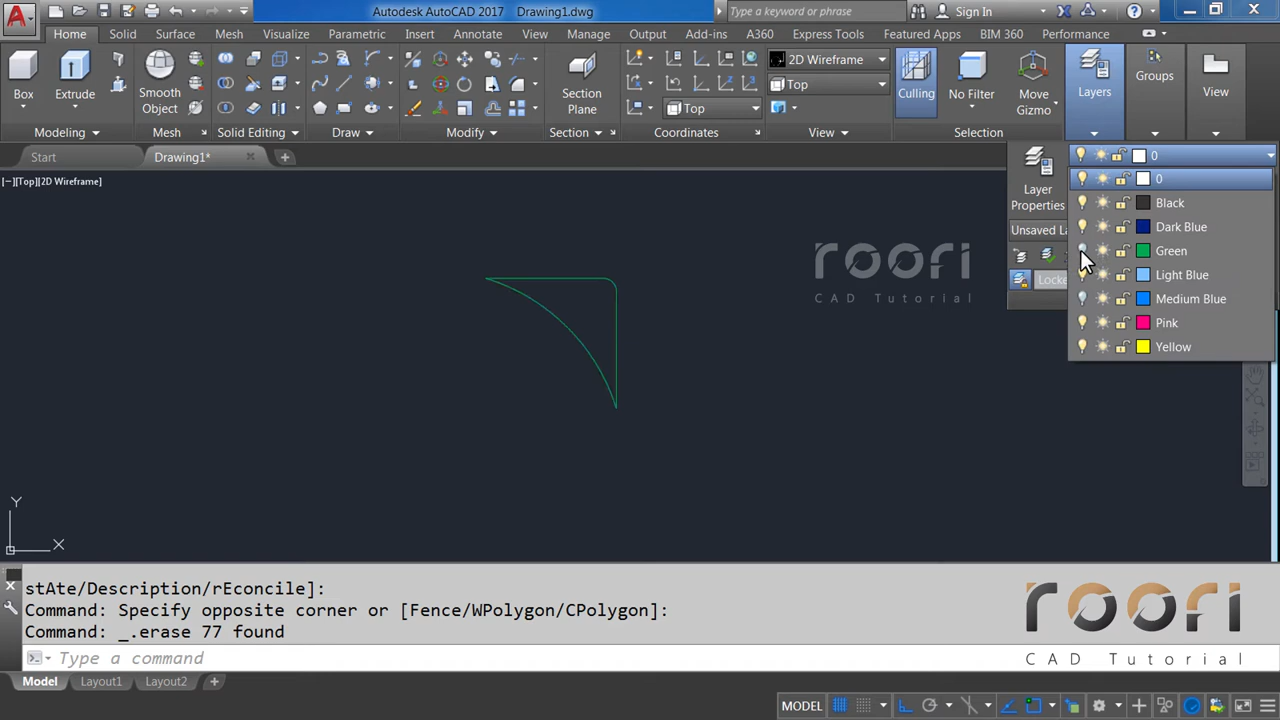 Autodesk AutoCAD 2017 Drawing1.dwg
Type a keyword or phrase
Sign In
Home Solid Surface Mesh Visualize Parametric Insert Annotate View Manage Output Add-ins A360 Express Tools Featured Apps BIM 360 Performance
2D Wireframe
Top
Top
Box Extrude Smooth Object Section Plane Culling No Filter Move Gizmo Layers Groups View
Modeling Mesh Solid Editing Draw Modify Section Coordinates View Selection
Start Drawing1*
[−][Top][2D Wireframe]
0
Layer Properties
Unsaved La
Locke
0
Black
Dark Blue
Green
Light Blue
Medium Blue
Pink
Yellow
roori
CAD Tutorial
Y
X
stAte/Description/rEconcile]:
Command: Specify opposite corner or [Fence/WPolygon/CPolygon]:
Command: _.erase 77 found
Type a command
roori
CAD Tutorial
Model Layout1 Layout2
MODEL